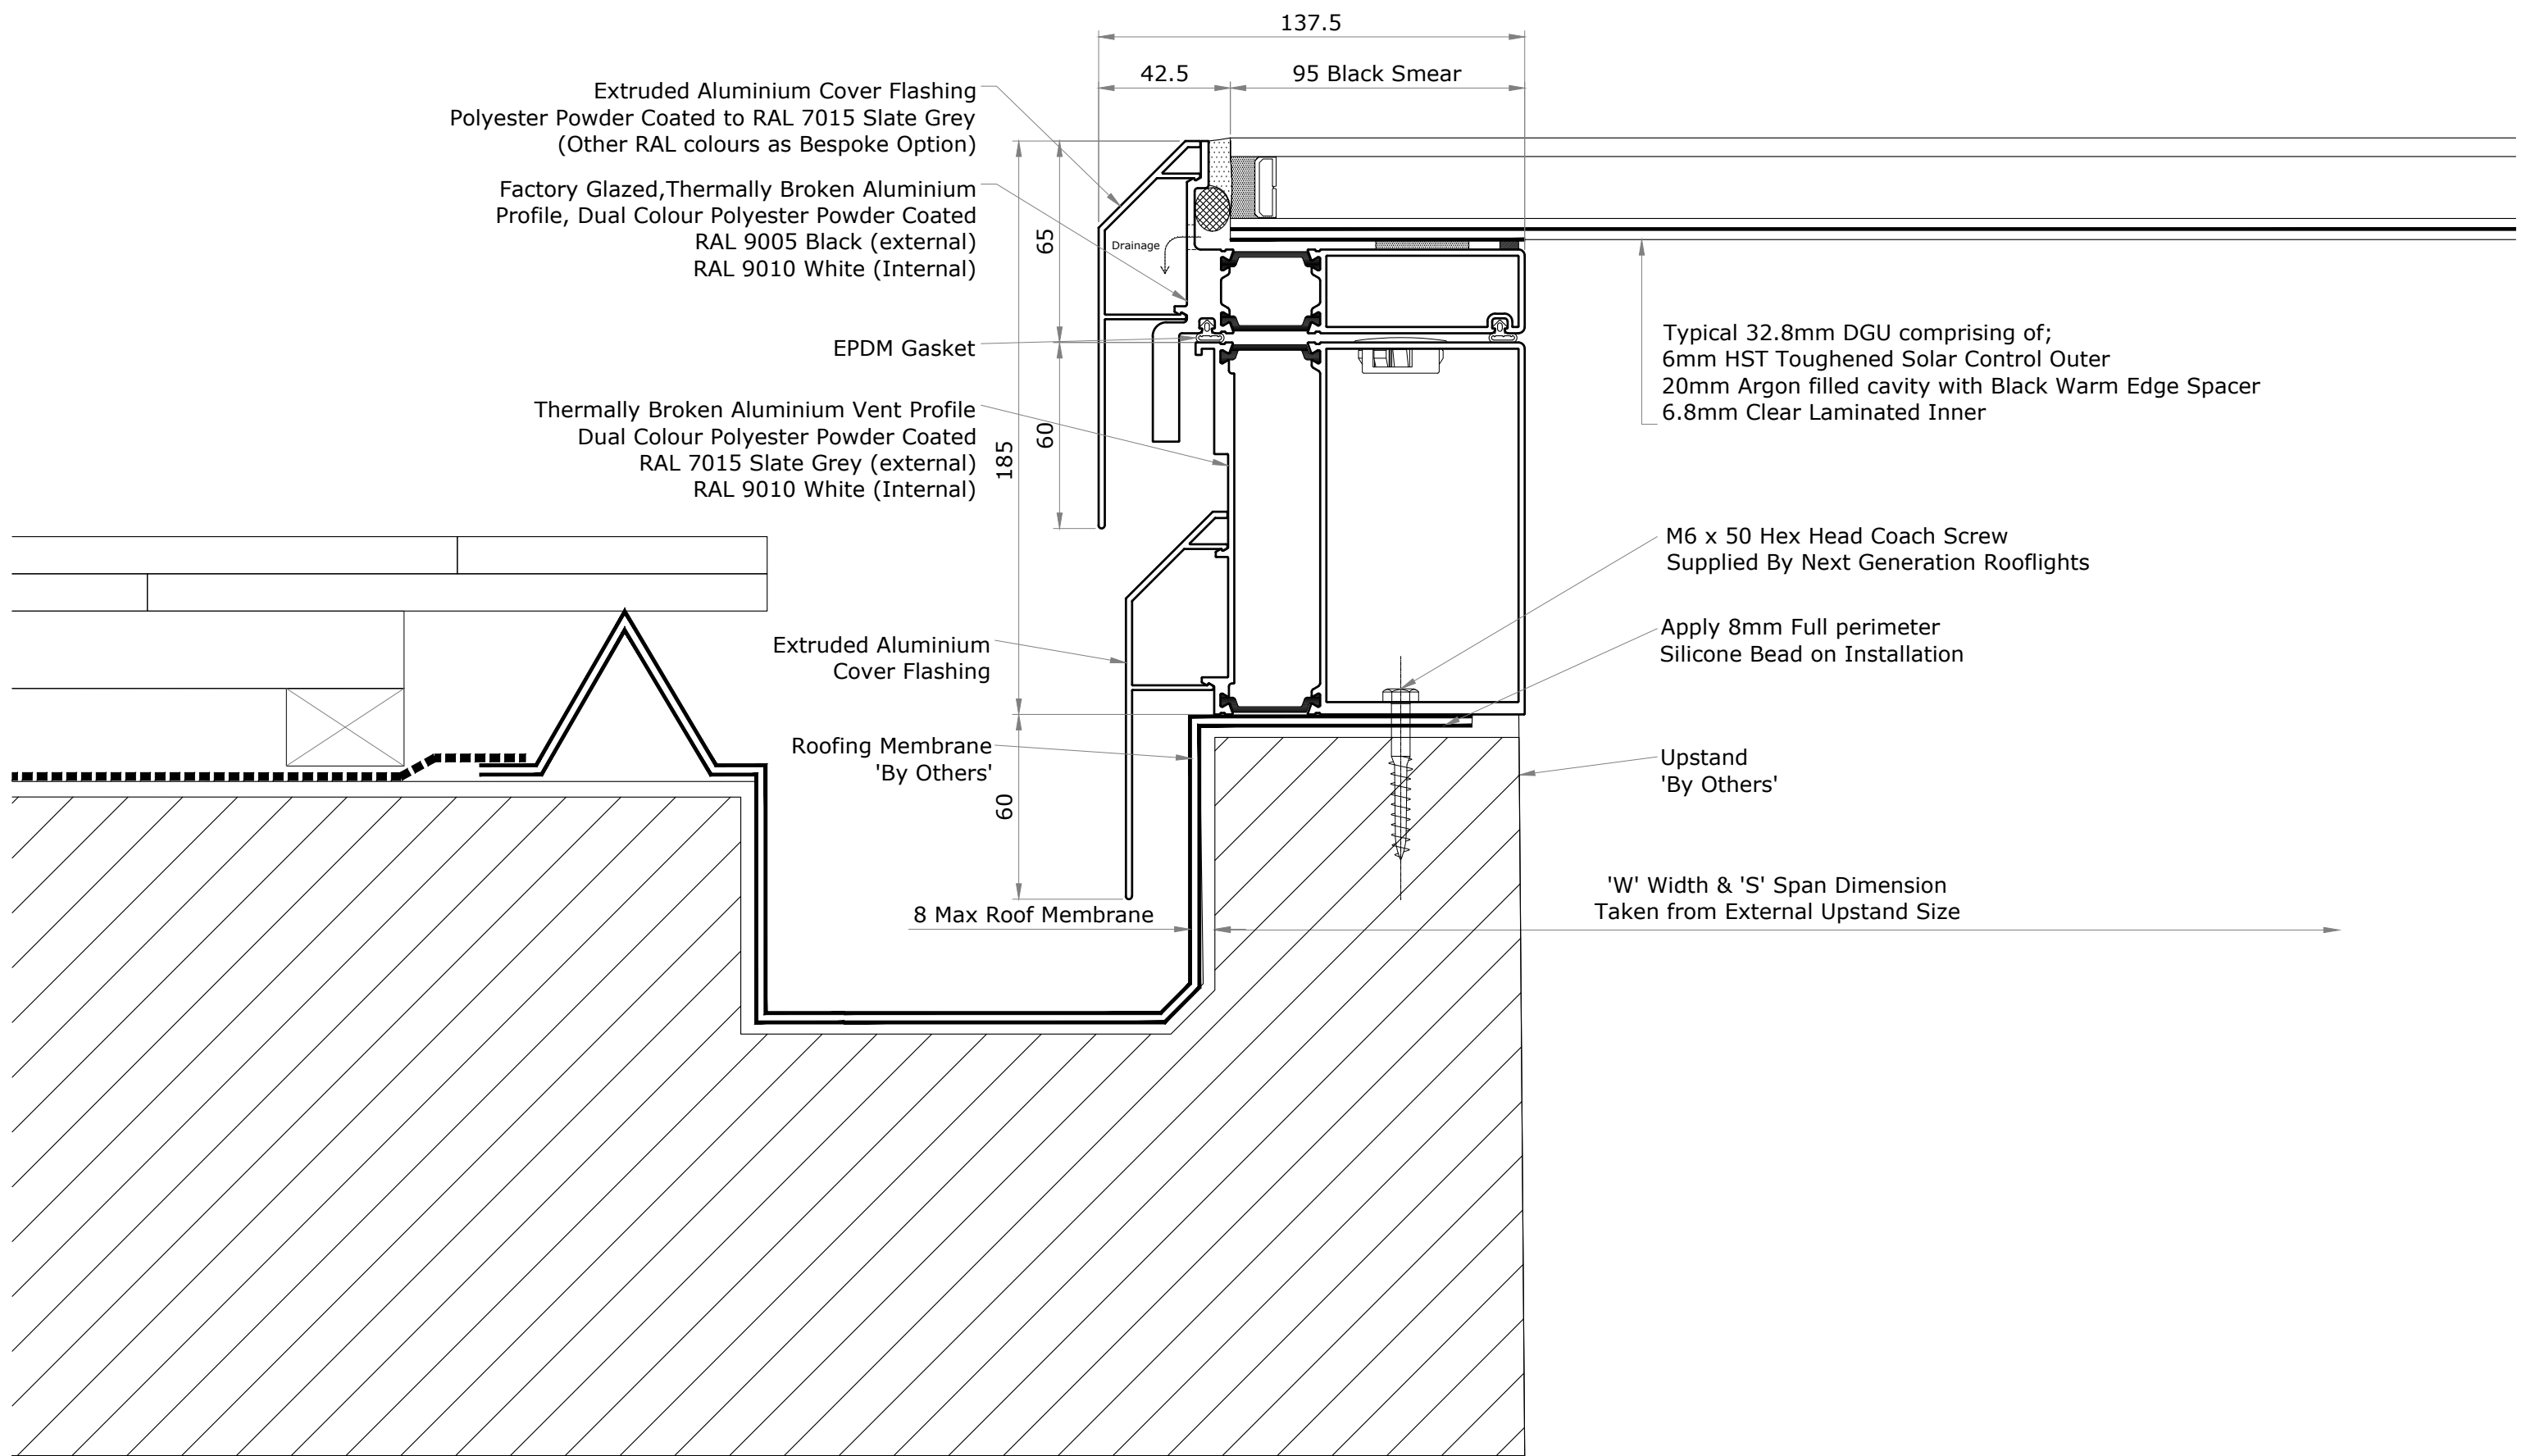 137.5
42.5
95 Black Smear
Extruded Aluminium Cover Flashing
Polyester Powder Coated to RAL 7015 Slate Grey
(Other RAL colours as Bespoke Option)
Factory Glazed,Thermally Broken Aluminium
Profile, Dual Colour Polyester Powder Coated
RAL 9005 Black (external)
RAL 9010 White (Internal)
Drainage
65
EPDM Gasket
Typical 32.8mm DGU comprising of;
6mm HST Toughened Solar Control Outer
20mm Argon filled cavity with Black Warm Edge Spacer
6.8mm Clear Laminated Inner
Thermally Broken Aluminium Vent Profile
Dual Colour Polyester Powder Coated
RAL 7015 Slate Grey (external)
RAL 9010 White (Internal)
60
185
M6 x 50 Hex Head Coach Screw
Supplied By Next Generation Rooflights
Extruded Aluminium
Cover Flashing
Apply 8mm Full perimeter
Silicone Bead on Installation
Roofing Membrane
'By Others'
Upstand
'By Others'
60
8 Max Roof Membrane
'W' Width & 'S' Span Dimension
Taken from External Upstand Size